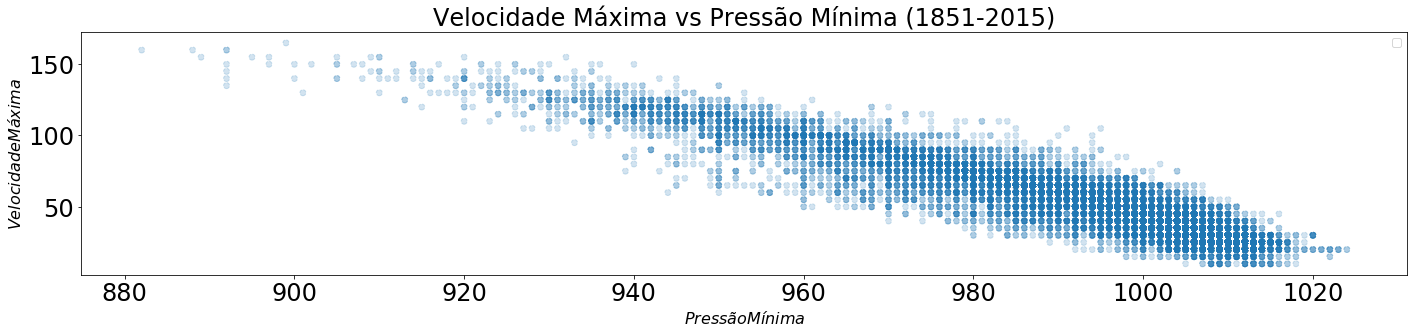 Velocidade Máxima vs Pressão Mínima (1851-2015)
150
100
50
VelocidadeMáxima
880 900 920 940 960 980 1000 1020
PressãoMínima